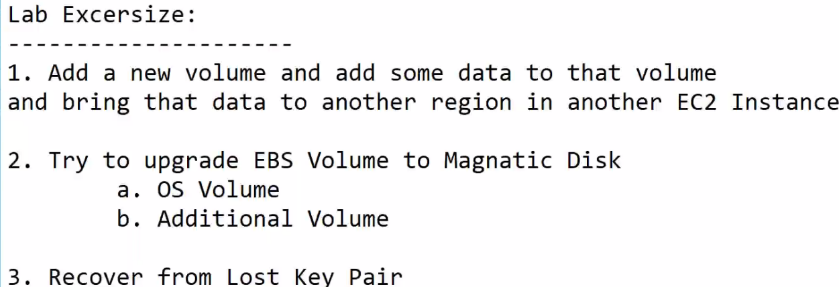 Lab Excersize:
---------------------
1. Add a new volume and add some data to that volume
and bring that data to another region in another EC2 Instance
2. Try to upgrade EBS Volume to Magnatic Disk
a. OS Volume
b. Additional Volume
3. Recover from Lost Key Pair